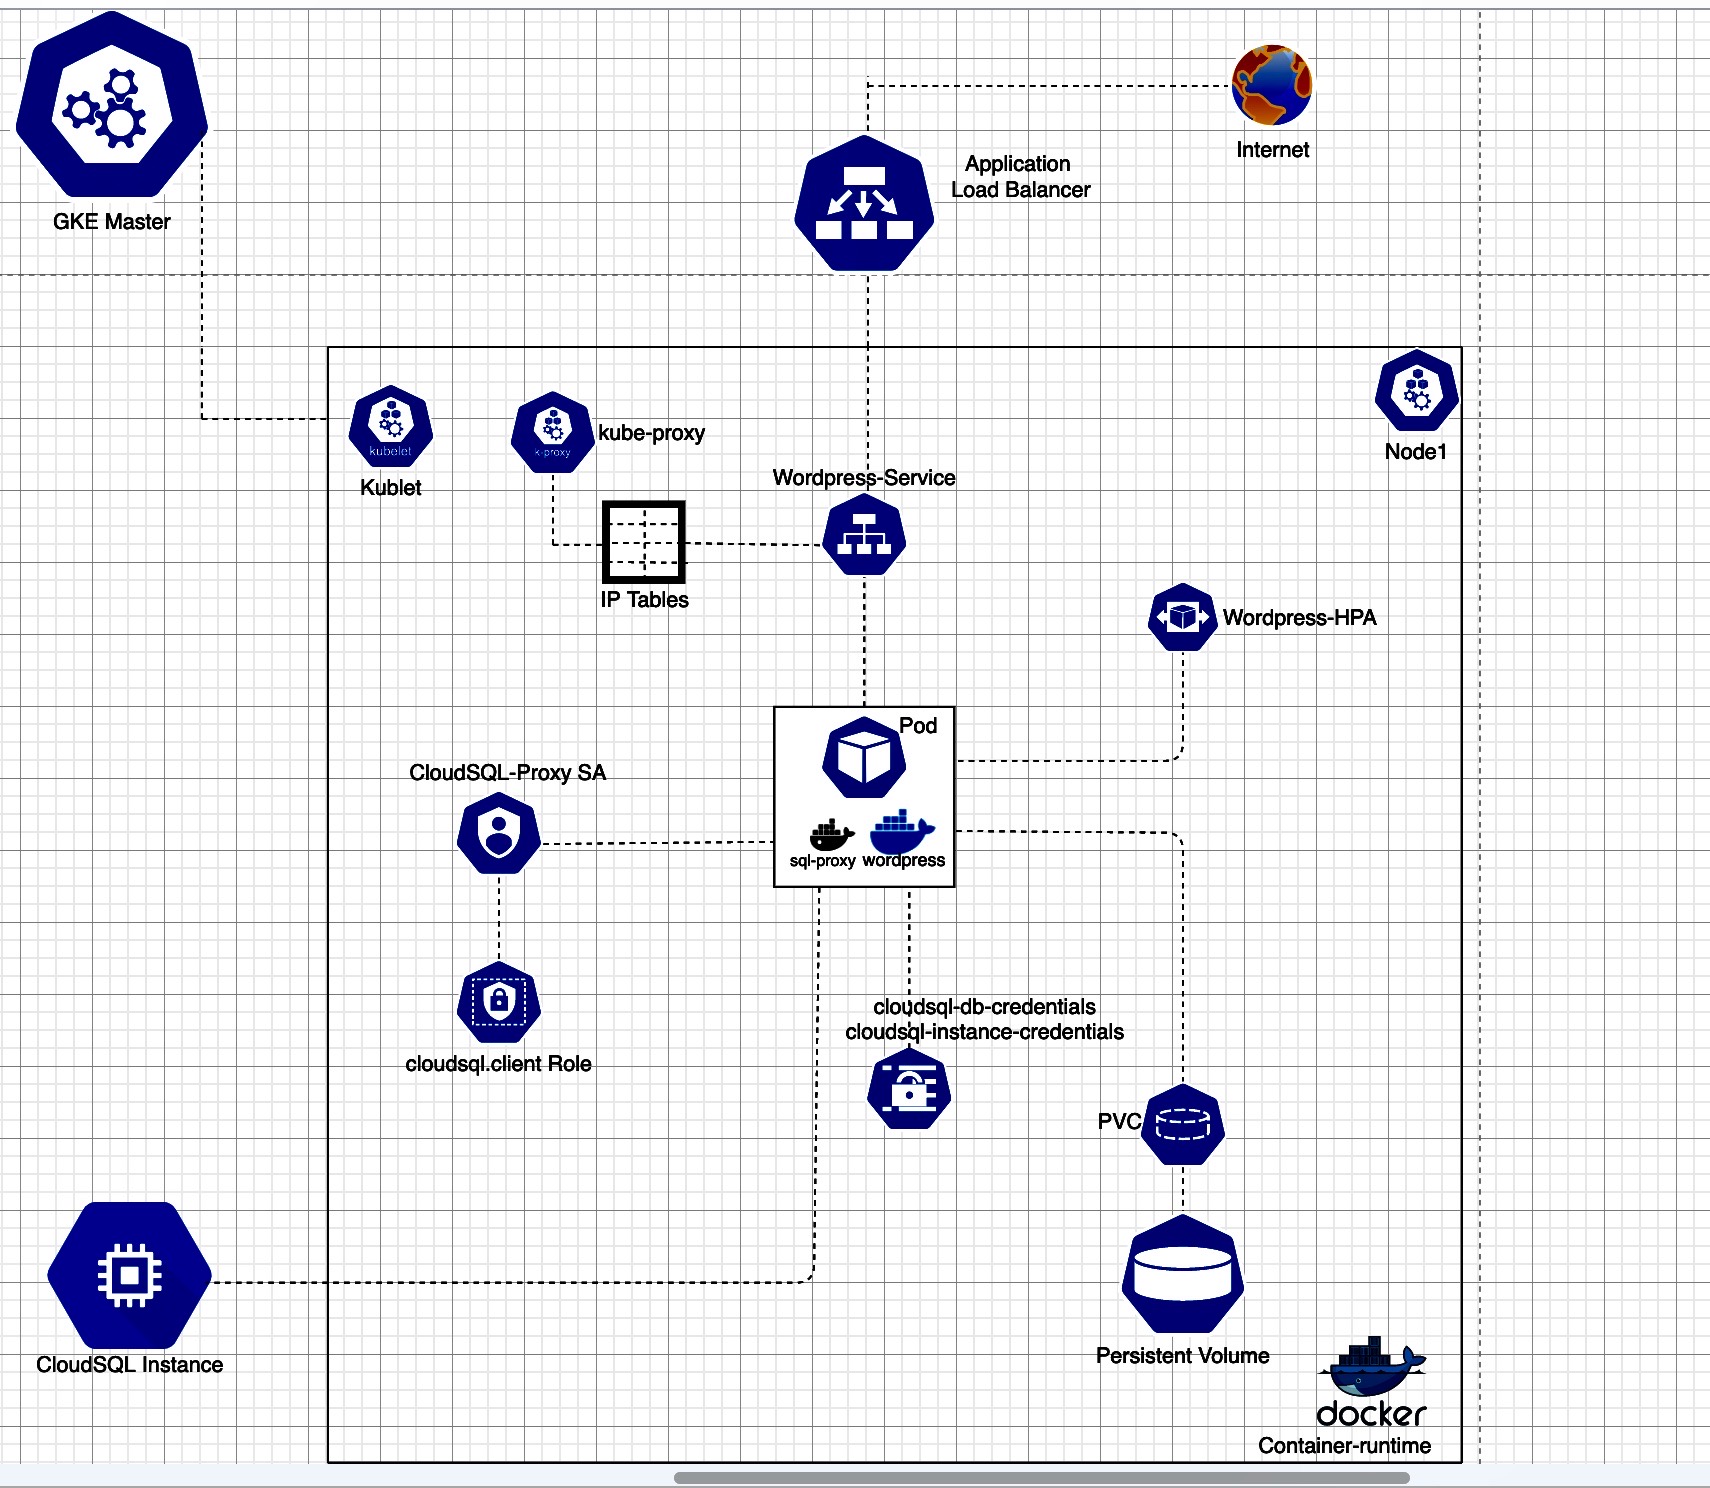 GKE Master
Application
Load Balancer
Internet
kubelet
Kublet
k-proxy
kube-proxy
Wordpress-Service
Node1
IP Tables
Wordpress-HPA
Pod
sql-proxy
wordpress
CloudSQL-Proxy SA
cloudsql.client Role
cloudsql-db-credentials
cloudsql-instance-credentials
PVC
Persistent Volume
CloudSQL Instance
docker
Container-runtime